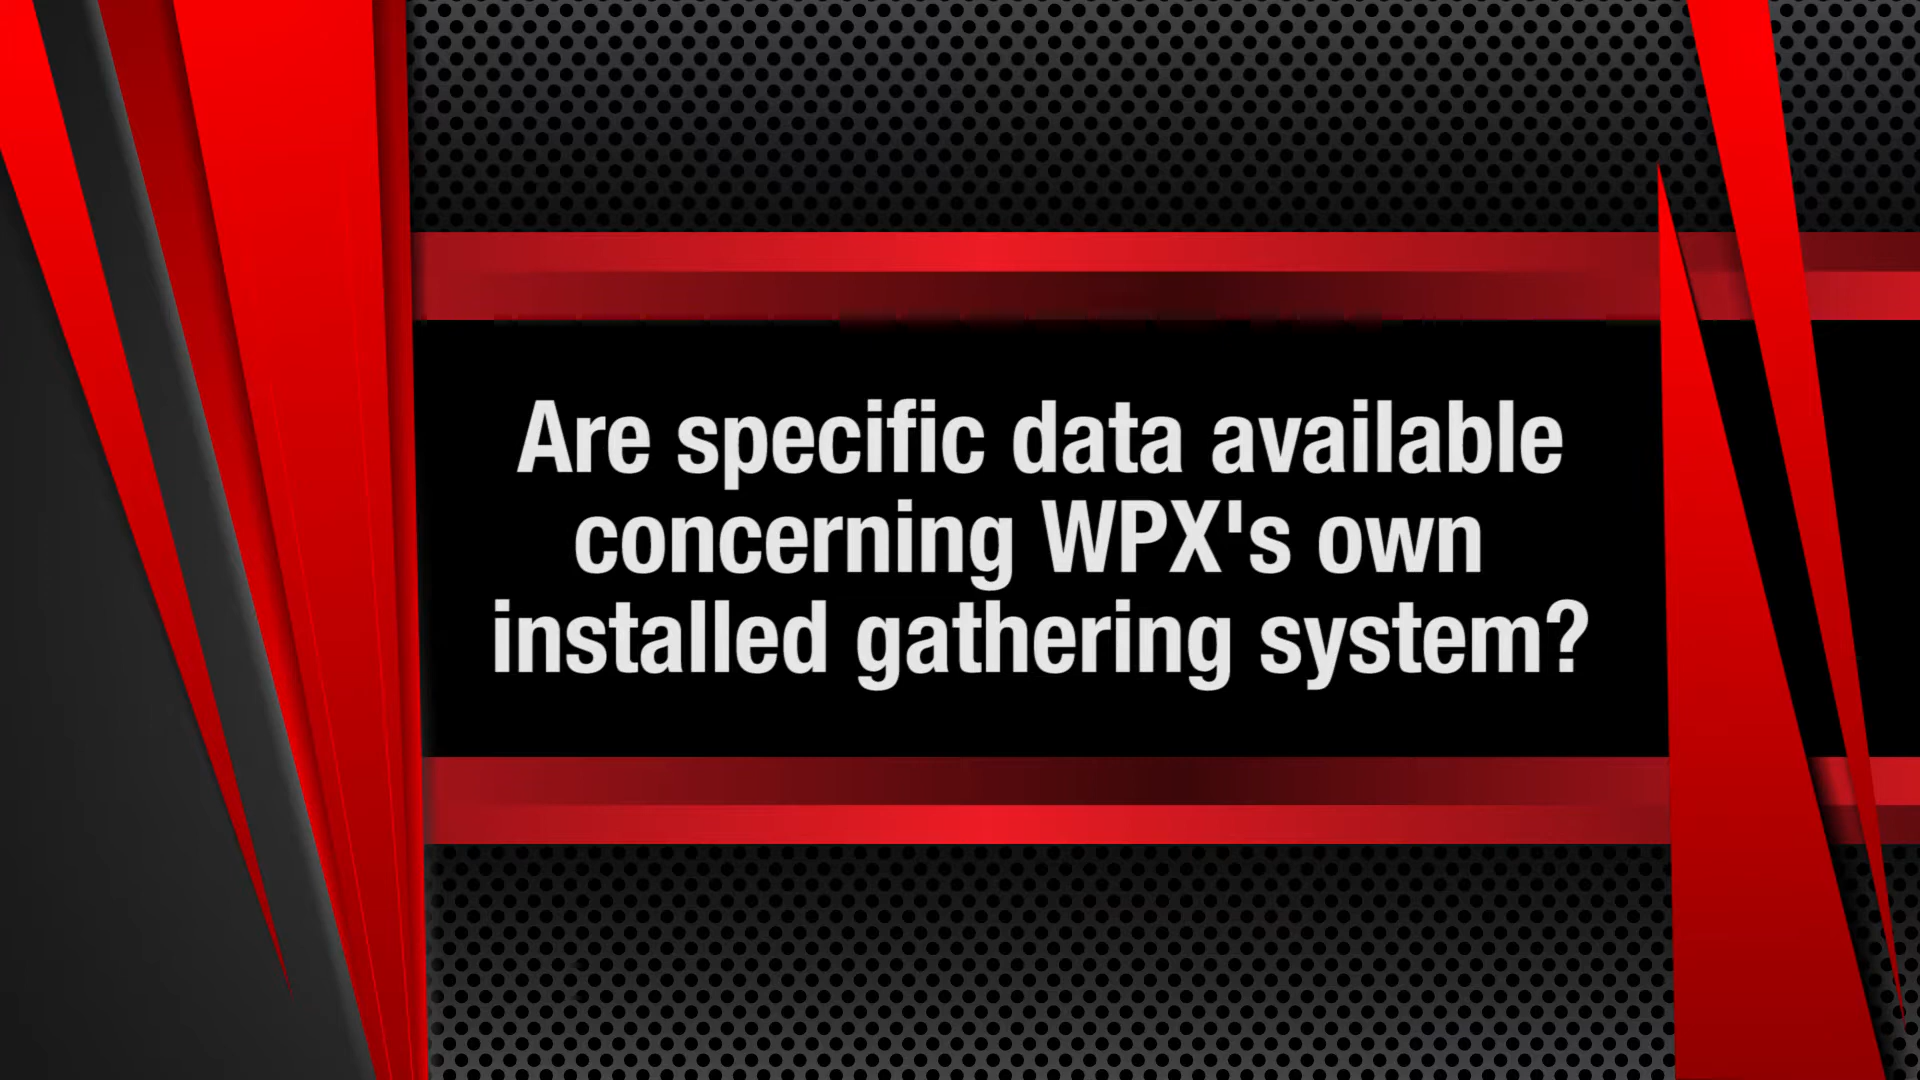 Are specific data available
concerning WPX's own
installed gathering system?